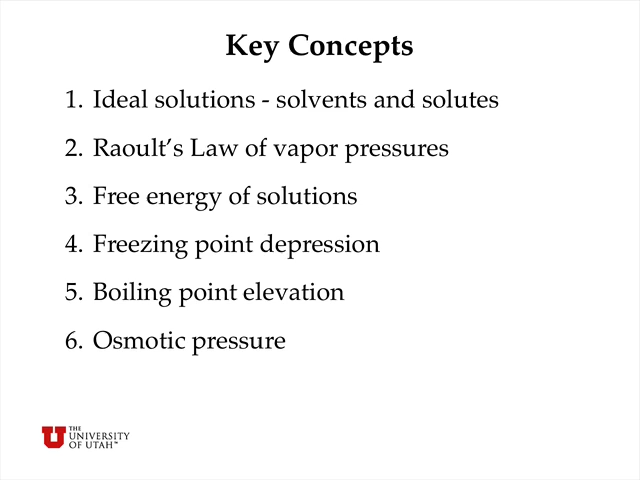 Key Concepts
1. Ideal solutions - solvents and solutes
2. Raoult’s Law of vapor pressures
3. Free energy of solutions
4. Freezing point depression
5. Boiling point elevation
6. Osmotic pressure
THE
UNIVERSITY
OF UTAH™